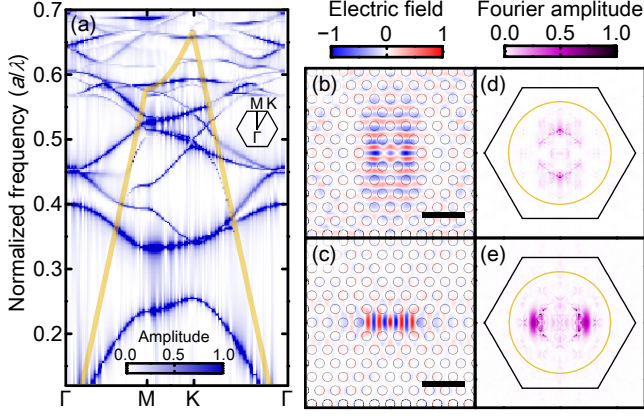 (a)
0.7
0.6
0.5
0.4
0.3
0.2
Normalized frequency (a/λ)
M K
Γ
Amplitude
0.0 0.5 1.0
Γ M K Γ
Electric field
−1 0 1
Fourier amplitude
0.0 0.5 1.0
(b)
(d)
(c)
(e)